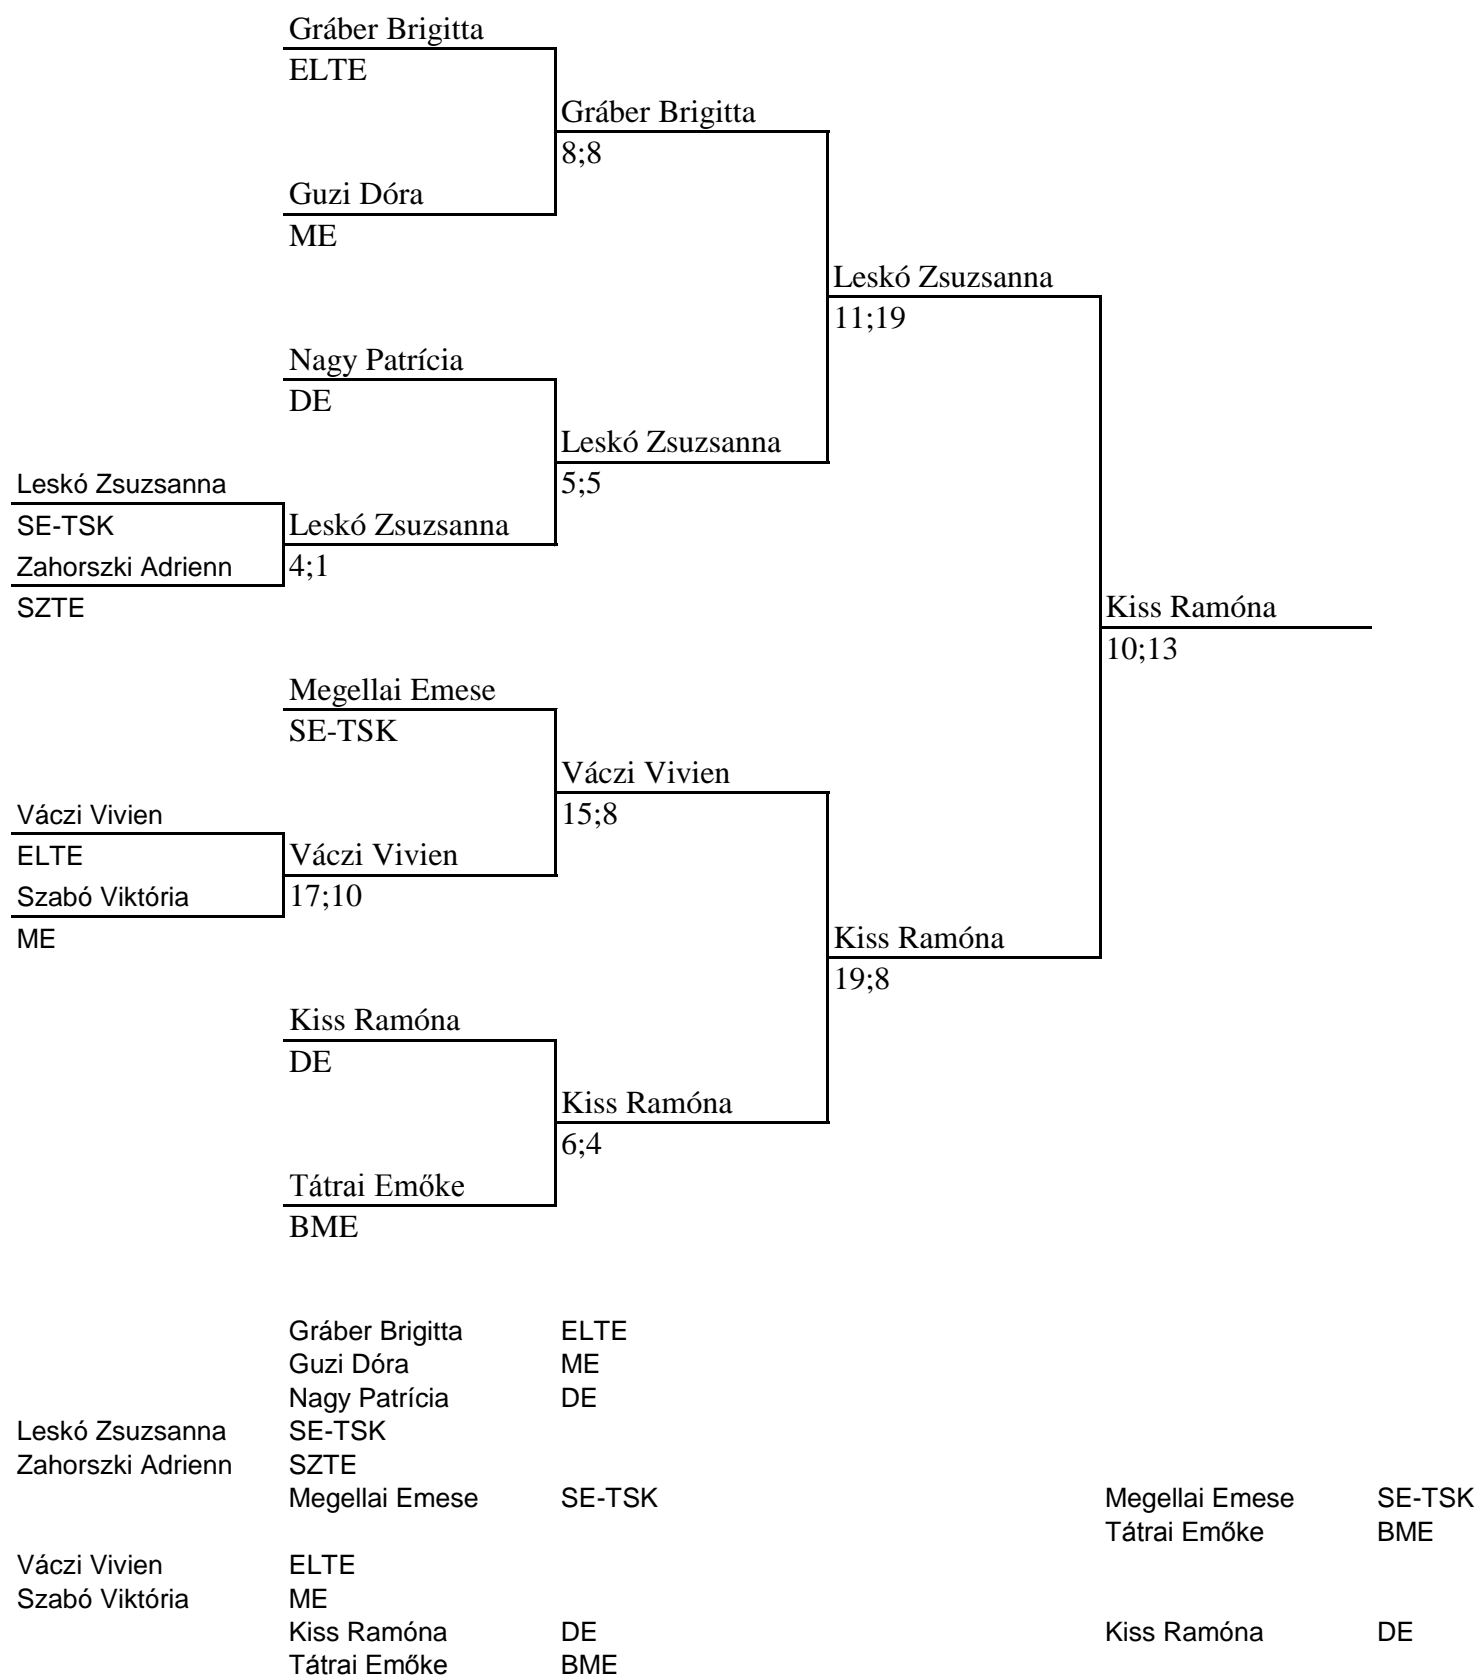 Gráber Brigitta
ELTE
Gráber Brigitta
8;8
Guzi Dóra
ME
Leskó Zsuzsanna
11;19
Nagy Patrícia
DE
Leskó Zsuzsanna
5;5
Leskó Zsuzsanna
SE-TSK
Leskó Zsuzsanna
Zahorszki Adrienn
4;1
SZTE
Kiss Ramóna
10;13
Megellai Emese
SE-TSK
Váczi Vivien
15;8
Váczi Vivien
ELTE
Váczi Vivien
Szabó Viktória
17;10
ME
Kiss Ramóna
19;8
Kiss Ramóna
DE
Kiss Ramóna
6;4
Tátrai Emőke
BME
Gráber Brigitta ELTE
Guzi Dóra ME
Nagy Patrícia DE
Leskó Zsuzsanna SE-TSK
Zahorszki Adrienn SZTE
Megellai Emese SE-TSK Megellai Emese SE-TSK
Tátrai Emőke BME
Váczi Vivien ELTE
Szabó Viktória ME
Kiss Ramóna DE Kiss Ramóna DE
Tátrai Emőke BME